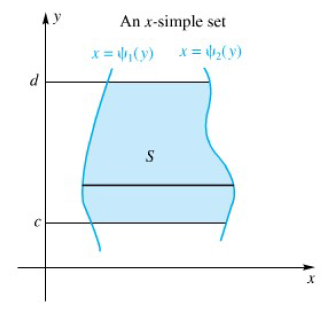 y
An x-simple set
x = ψ₁(y) x = ψ₂(y)
d
S
c
x